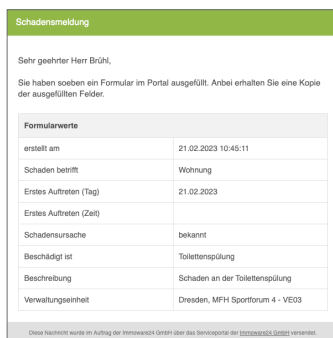 Schadensmeldung
Sehr geehrter Herr Brühl,
Sie haben soeben ein Formular im Portal ausgefüllt. Anbei erhalten Sie eine Kopie
der ausgefüllten Felder.
Formularwerte
erstellt am 21.02.2023 10:45:11
Schaden betrifft Wohnung
Erstes Auftreten (Tag) 21.02.2023
Erstes Auftreten (Zeit)
Schadensursache bekannt
Beschädigt ist Toilettenspülung
Beschreibung Schaden an der Toilettenspülung
Verwaltungseinheit Dresden, MFH Sportforum 4 - VE03
Diese Nachricht wurde im Auftrag der Immoware24 GmbH über das Serviceportal der Immoware24 GmbH versendet.